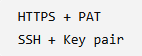 HTTPS + PAT
SSH + Key pair